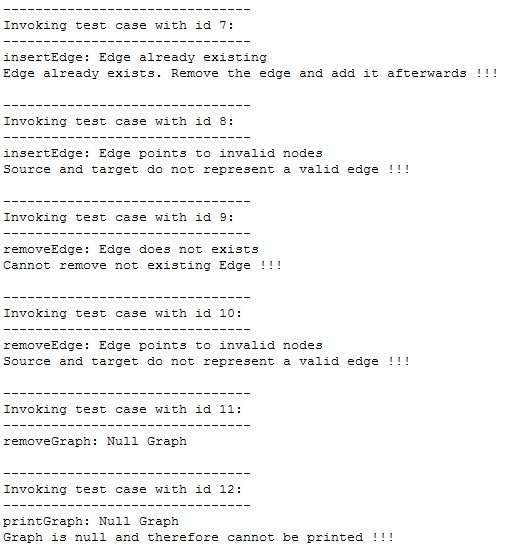 -------------------------------
Invoking test case with id 7:
-------------------------------
insertEdge: Edge already existing
Edge already exists. Remove the edge and add it afterwards !!!
-------------------------------
Invoking test case with id 8:
-------------------------------
insertEdge: Edge points to invalid nodes
Source and target do not represent a valid edge !!!
-------------------------------
Invoking test case with id 9:
-------------------------------
removeEdge: Edge does not exists
Cannot remove not existing Edge !!!
-------------------------------
Invoking test case with id 10:
-------------------------------
removeEdge: Edge points to invalid nodes
Source and target do not represent a valid edge !!!
-------------------------------
Invoking test case with id 11:
-------------------------------
removeGraph: Null Graph
-------------------------------
Invoking test case with id 12:
-------------------------------
printGraph: Null Graph
Graph is null and therefore cannot be printed !!!